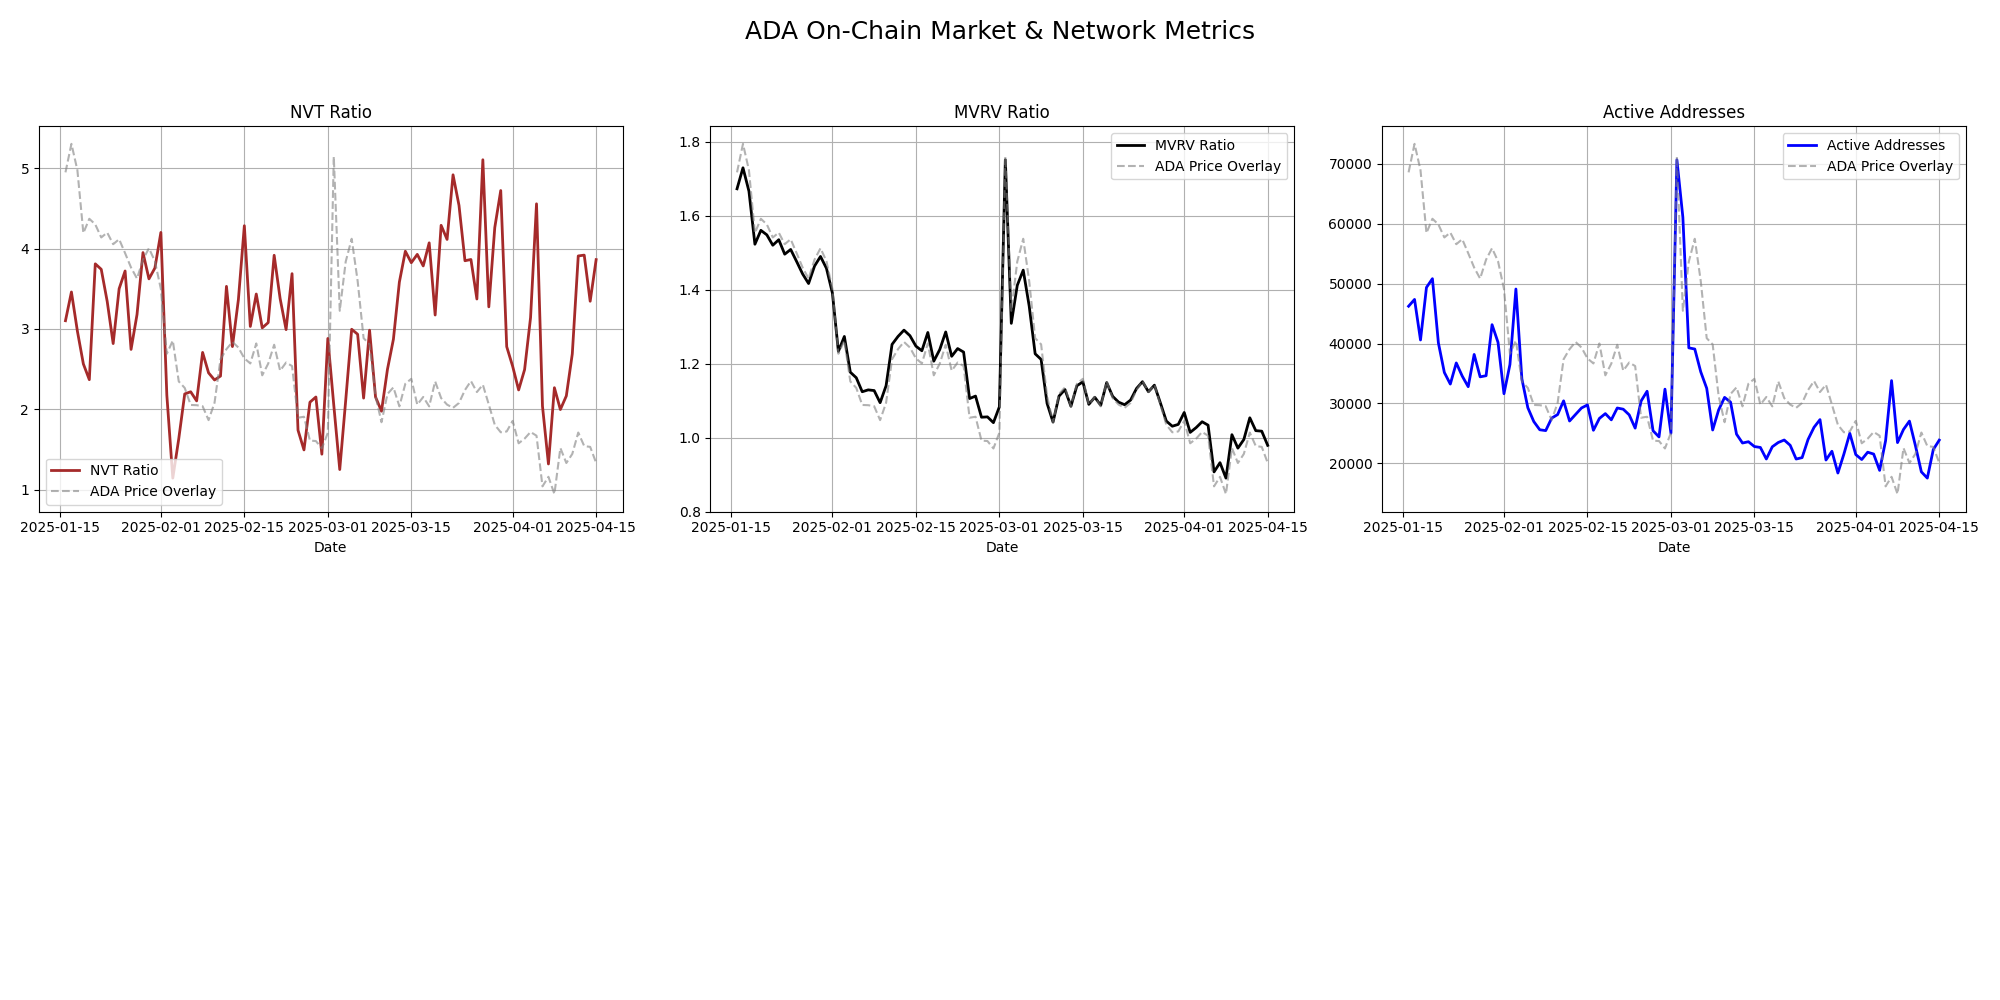 ADA On-Chain Market & Network Metrics
NVT Ratio
5
4
3
2
1
NVT Ratio
ADA Price Overlay
2025-01-15 2025-02-01 2025-02-15 2025-03-01 2025-03-15 2025-04-01 2025-04-15
Date
MVRV Ratio
1.8
1.6
1.4
1.2
1.0
0.8
MVRV Ratio
ADA Price Overlay
2025-01-15 2025-02-01 2025-02-15 2025-03-01 2025-03-15 2025-04-01 2025-04-15
Date
Active Addresses
70000
60000
50000
40000
30000
20000
Active Addresses
ADA Price Overlay
2025-01-15 2025-02-01 2025-02-15 2025-03-01 2025-03-15 2025-04-01 2025-04-15
Date